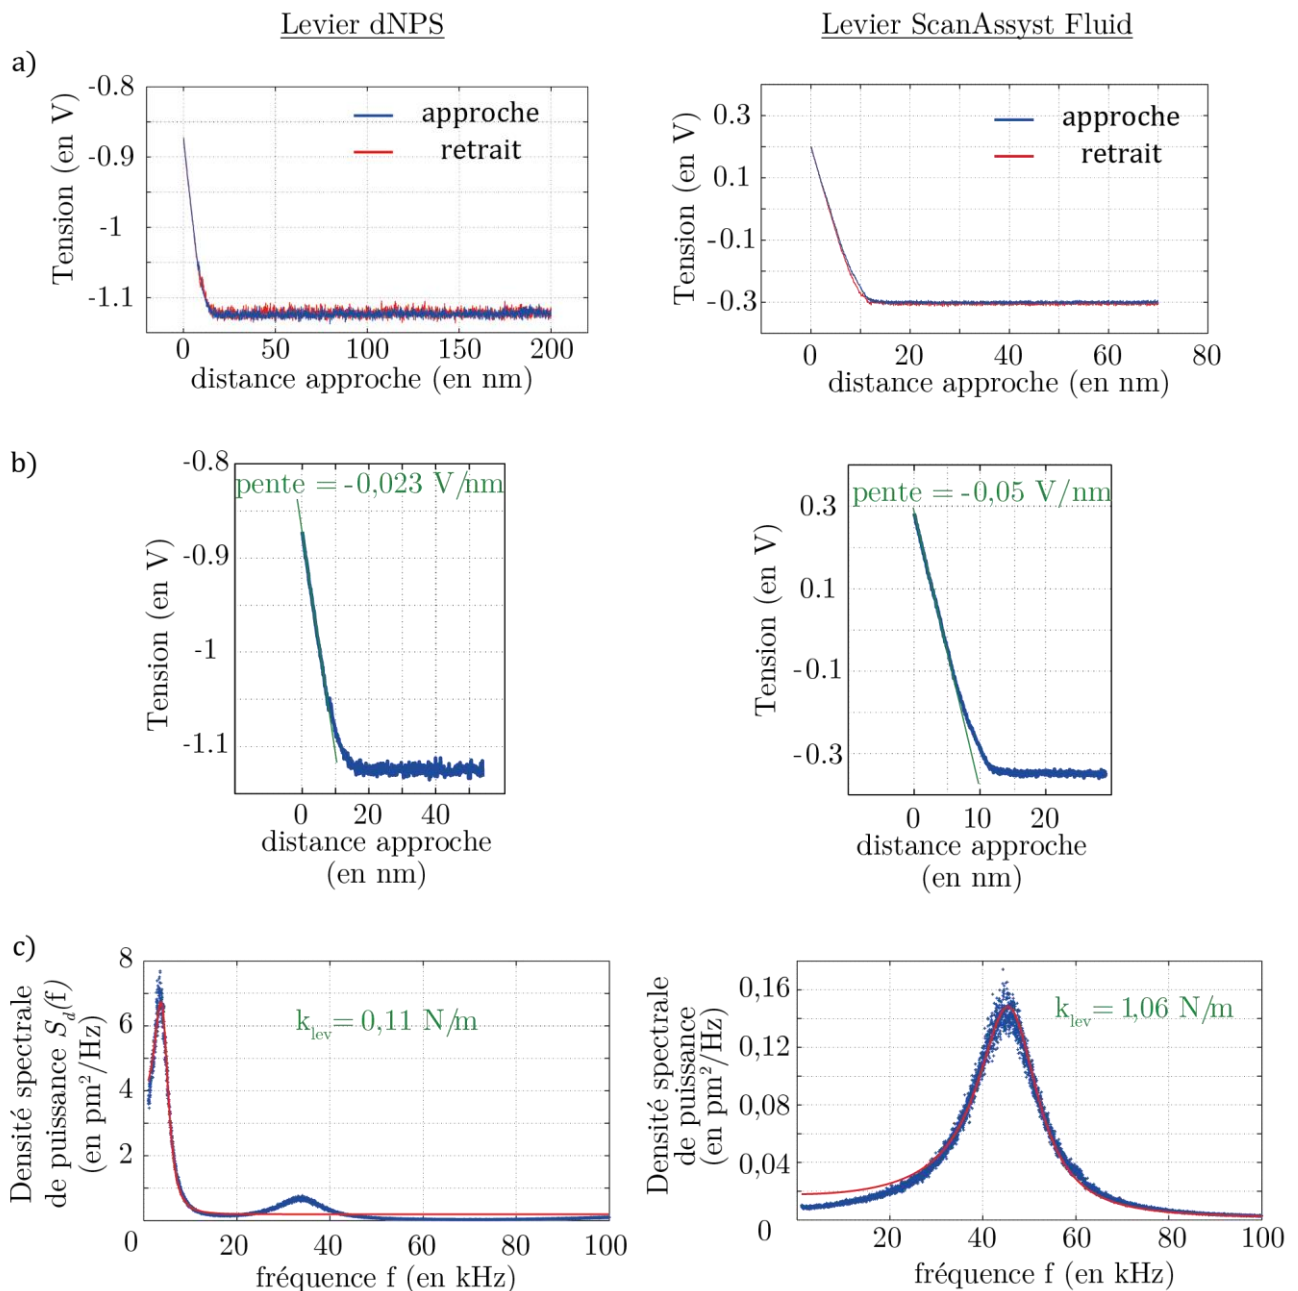 Levier dNPS
Levier ScanAssyst Fluid
a)
Tension (en V)
-0.8
-0.9
-1
-1.1
approche
retrait
0 50 100 150 200
distance approche (en nm)
Tension (en V)
0.3
0.1
-0.1
-0.3
approche
retrait
0 20 40 60 80
distance approche (en nm)
b)
Tension (en V)
-0.8
-0.9
-1
-1.1
pente = -0,023 V/nm
0 20 40
distance approche
(en nm)
Tension (en V)
0.3
0.1
-0.1
-0.3
pente = -0,05 V/nm
0 10 20
distance approche
(en nm)
c)
Densité spectrale
de puissance S_d(f)
(en pm²/Hz)
8
6
4
2
0
k_lev = 0,11 N/m
20 40 60 80 100
fréquence f (en kHz)
Densité spectrale
de puissance
(en pm²/Hz)
0,16
0,12
0,08
0,04
0
k_lev = 1,06 N/m
20 40 60 80 100
fréquence f (en kHz)